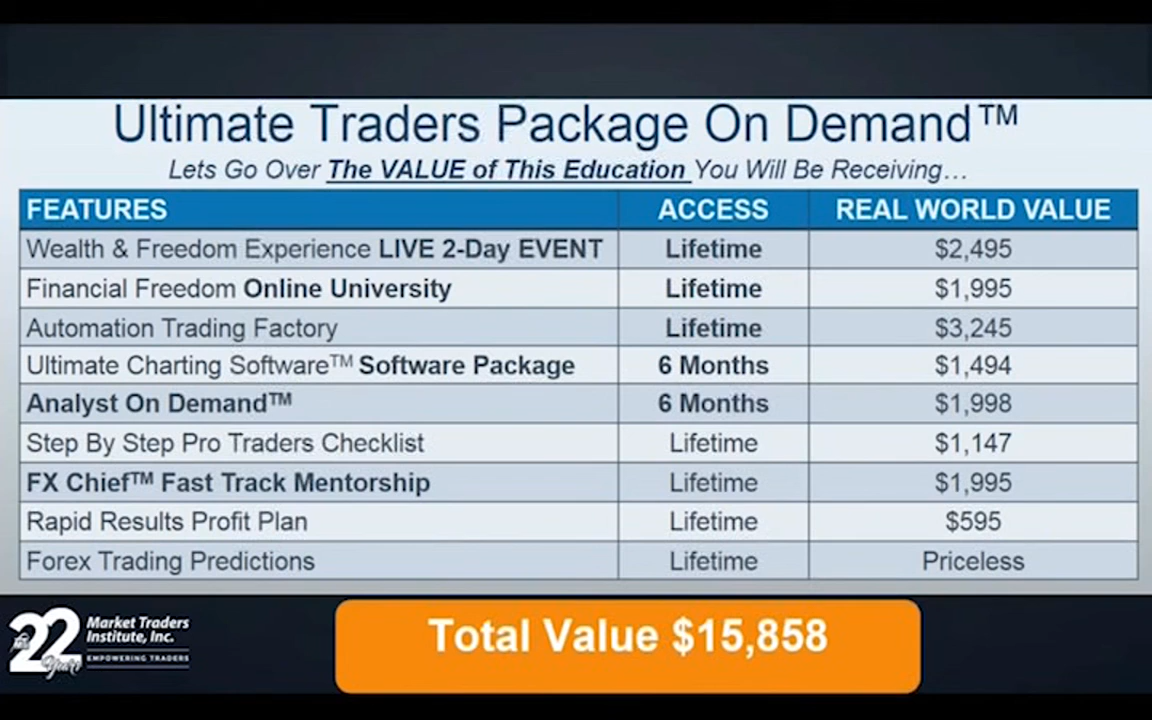 Ultimate Traders Package On Demand™
Lets Go Over The VALUE of This Education You Will Be Receiving…
FEATURES ACCESS REAL WORLD VALUE
Wealth & Freedom Experience LIVE 2-Day EVENT Lifetime $2,495
Financial Freedom Online University Lifetime $1,995
Automation Trading Factory Lifetime $3,245
Ultimate Charting Software™ Software Package 6 Months $1,494
Analyst On Demand™ 6 Months $1,998
Step By Step Pro Traders Checklist Lifetime $1,147
FX Chief™ Fast Track Mentorship Lifetime $1,995
Rapid Results Profit Plan Lifetime $595
Forex Trading Predictions Lifetime Priceless
22
Years
Market Traders
Institute, Inc.
EMPOWERING TRADERS
Total Value $15,858